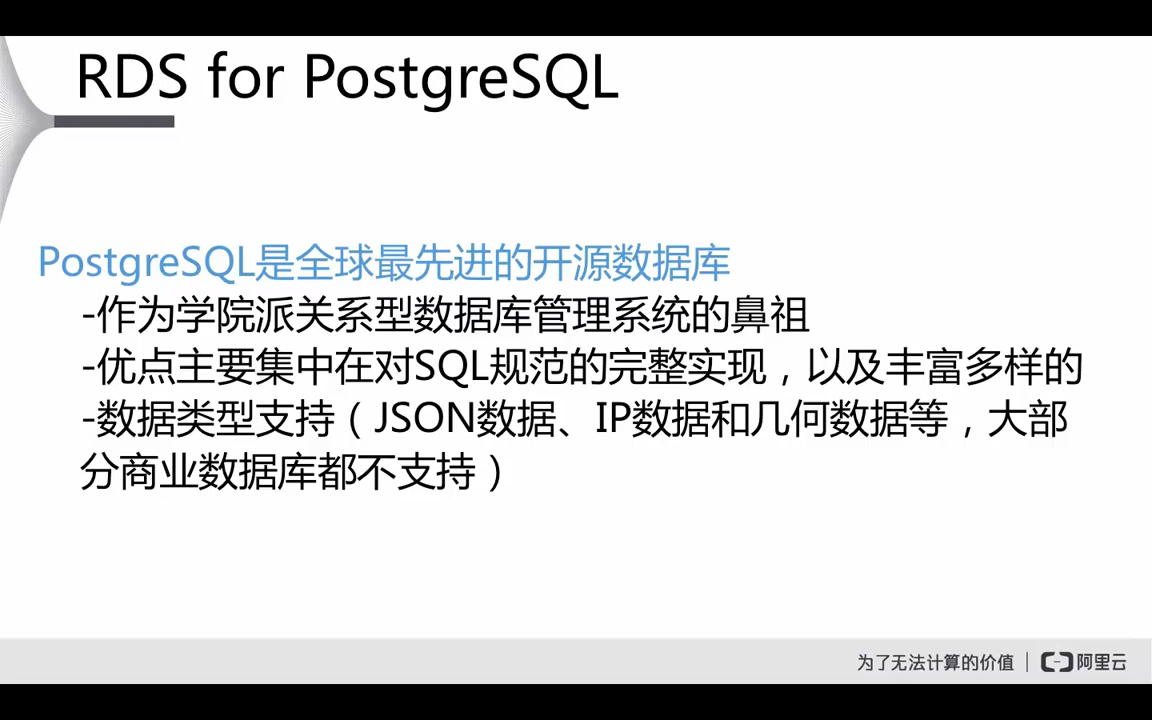 RDS for PostgreSQL
PostgreSQL是全球最先进的开源数据库
-作为学院派关系型数据库管理系统的鼻祖
-优点主要集中在对SQL规范的完整实现，以及丰富多样的
-数据类型支持（JSON数据、IP数据和几何数据等，大部
分商业数据库都不支持）
为了无法计算的价值 | 阿里云